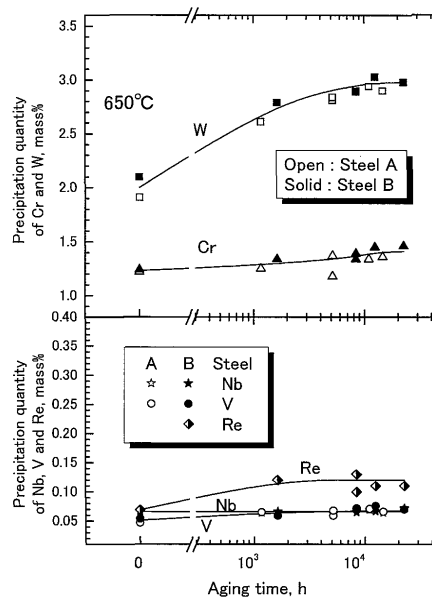 Precipitation quantity
of Cr and W, mass%
3.5
3.0
2.5
2.0
1.5
1.0
650°C
W
Cr
Open : Steel A
Solid : Steel B
Precipitation quantity
of Nb, V and Re, mass%
0.40
0.35
0.30
0.25
0.20
0.15
0.10
0.05
A B Steel
Nb
V
Re
Re
Nb
V
0 10³ 10⁴
Aging time, h